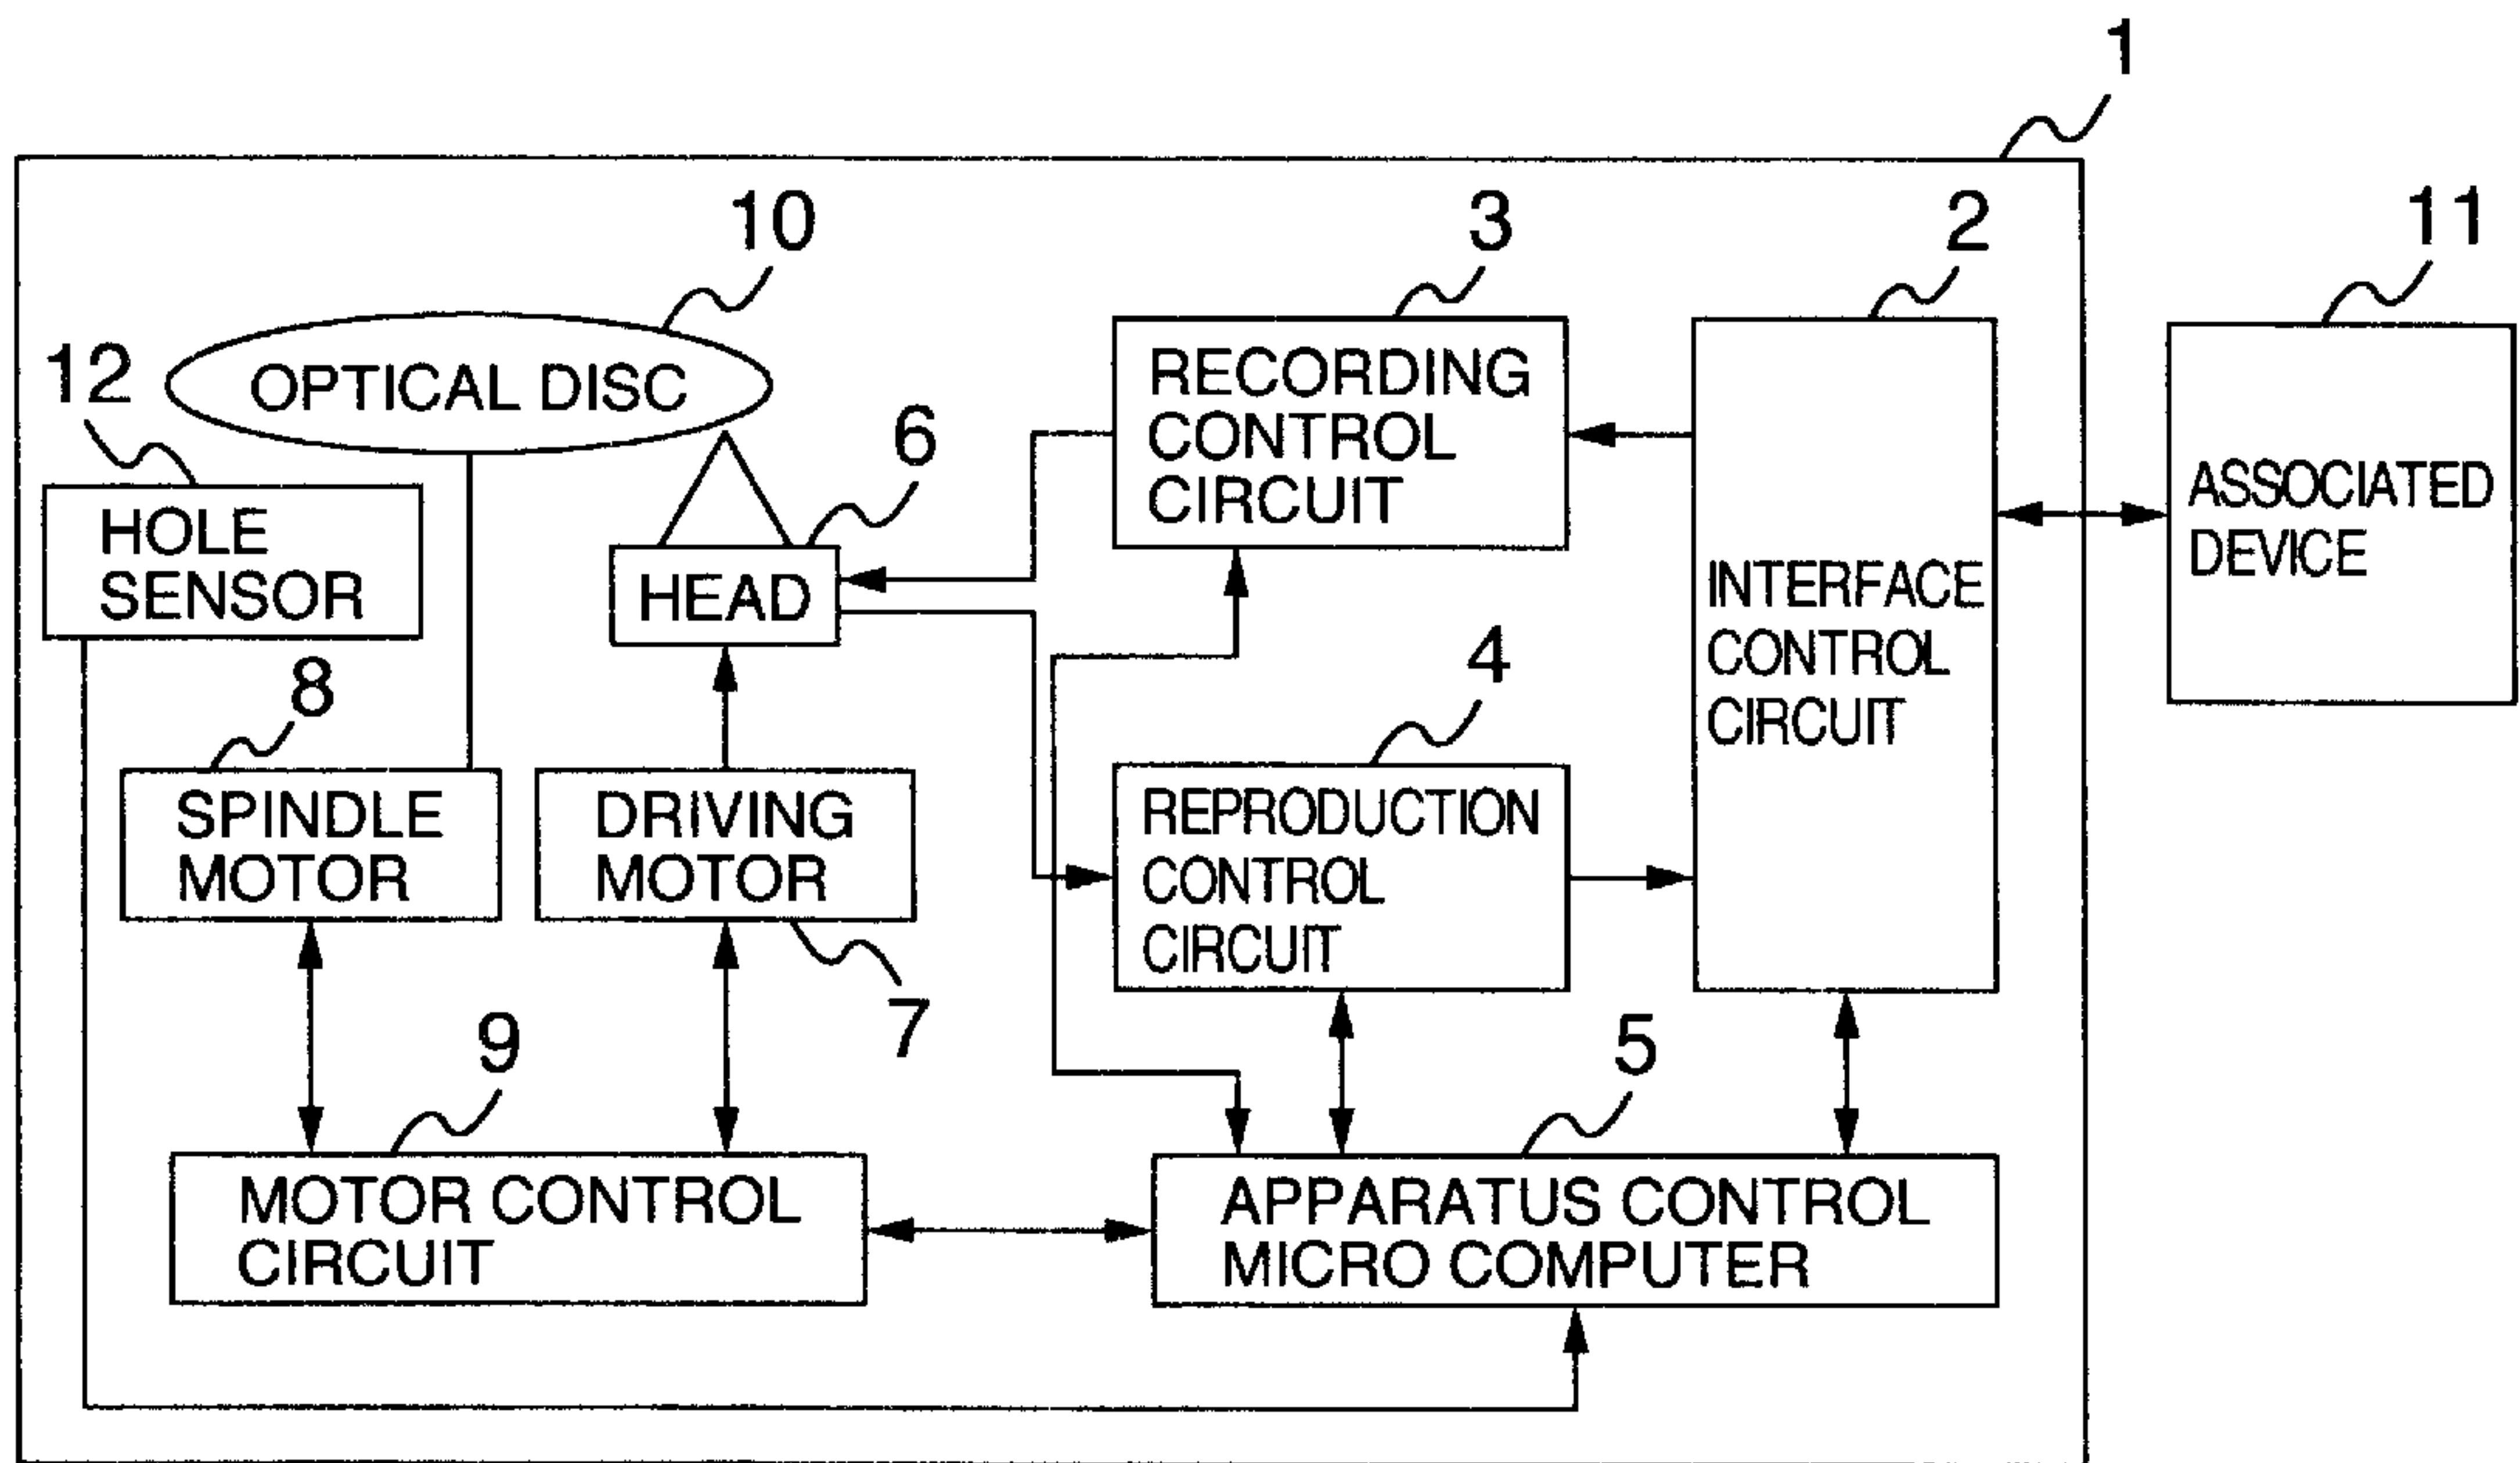 1
10
3
2
11
12
OPTICAL DISC
6
RECORDING
CONTROL
CIRCUIT
ASSOCIATED
DEVICE
HOLE
SENSOR
HEAD
INTERFACE
CONTROL
CIRCUIT
8
4
SPINDLE
MOTOR
DRIVING
MOTOR
REPRODUCTION
CONTROL
CIRCUIT
7
9
5
MOTOR CONTROL
CIRCUIT
APPARATUS CONTROL
MICRO COMPUTER